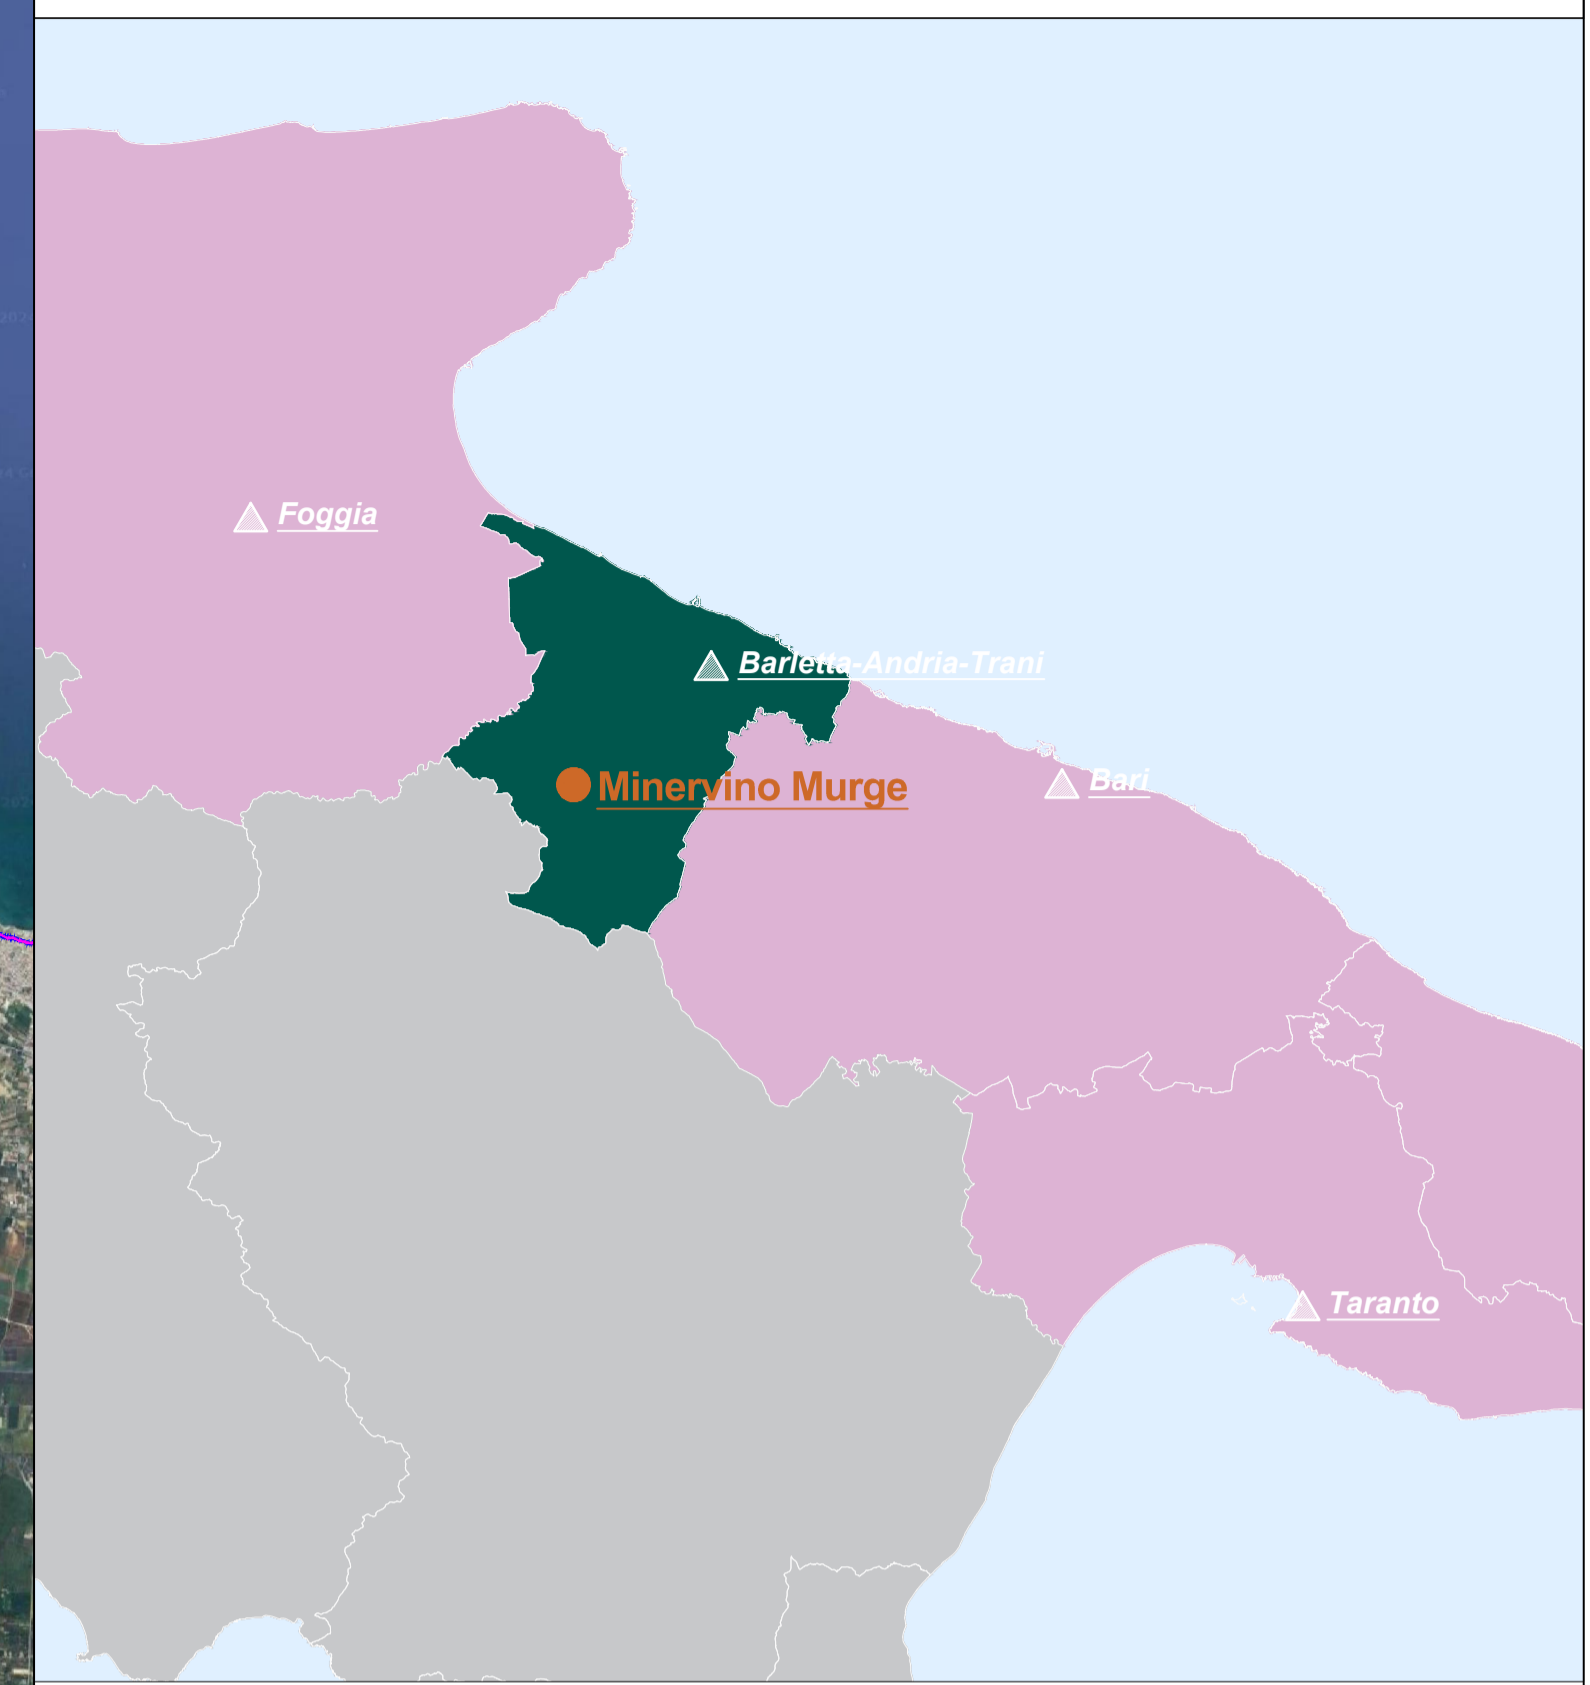 Foggia
Barletta-Andria-Trani
Bari
Minervino Murge
Taranto